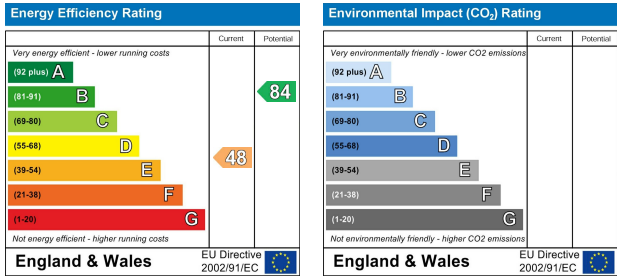 Energy Efficiency Rating
Current Potential
Very energy efficient - lower running costs
(92 plus) A
(81-91) B
84
(69-80) C
(55-68) D
48
(39-54) E
(21-38) F
(1-20) G
Not energy efficient - higher running costs
England & Wales
EU Directive
2002/91/EC
Environmental Impact (CO2) Rating
Current Potential
Very environmentally friendly - lower CO2 emissions
(92 plus) A
(81-91) B
(69-80) C
(55-68) D
(39-54) E
(21-38) F
(1-20) G
Not environmentally friendly - higher CO2 emissions
England & Wales
EU Directive
2002/91/EC